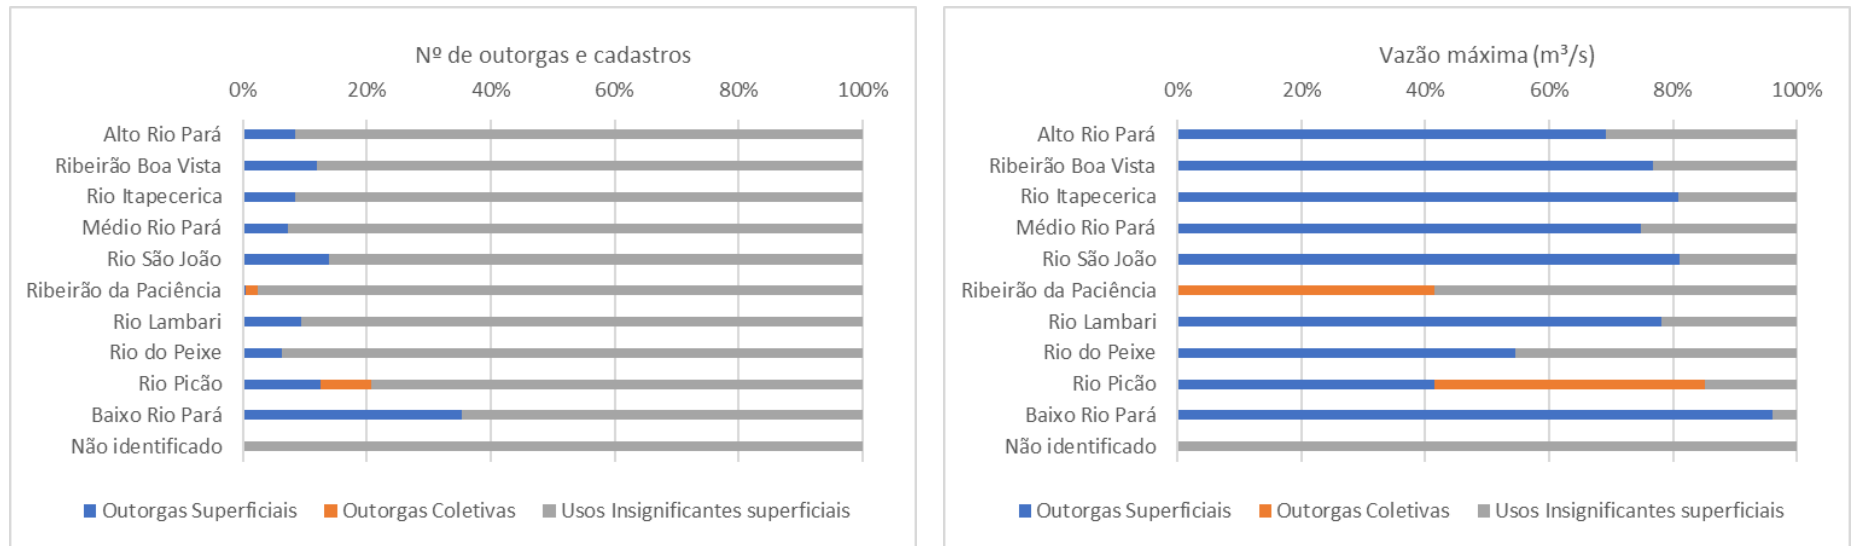 Nº de outorgas e cadastros
0% 20% 40% 60% 80% 100%
Alto Rio Pará
Ribeirão Boa Vista
Rio Itapecerica
Médio Rio Pará
Rio São João
Ribeirão da Paciência
Rio Lambari
Rio do Peixe
Rio Picão
Baixo Rio Pará
Não identificado
Outorgas Superficiais Outorgas Coletivas Usos Insignificantes superficiais
Vazão máxima (m³/s)
0% 20% 40% 60% 80% 100%
Alto Rio Pará
Ribeirão Boa Vista
Rio Itapecerica
Médio Rio Pará
Rio São João
Ribeirão da Paciência
Rio Lambari
Rio do Peixe
Rio Picão
Baixo Rio Pará
Não identificado
Outorgas Superficiais Outorgas Coletivas Usos Insignificantes superficiais